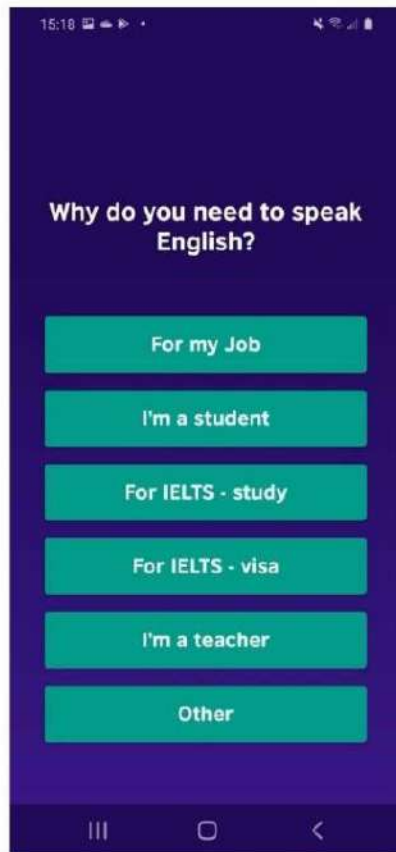 15:18
Why do you need to speak
English?
For my Job
I'm a student
For IELTS - study
For IELTS - visa
I'm a teacher
Other